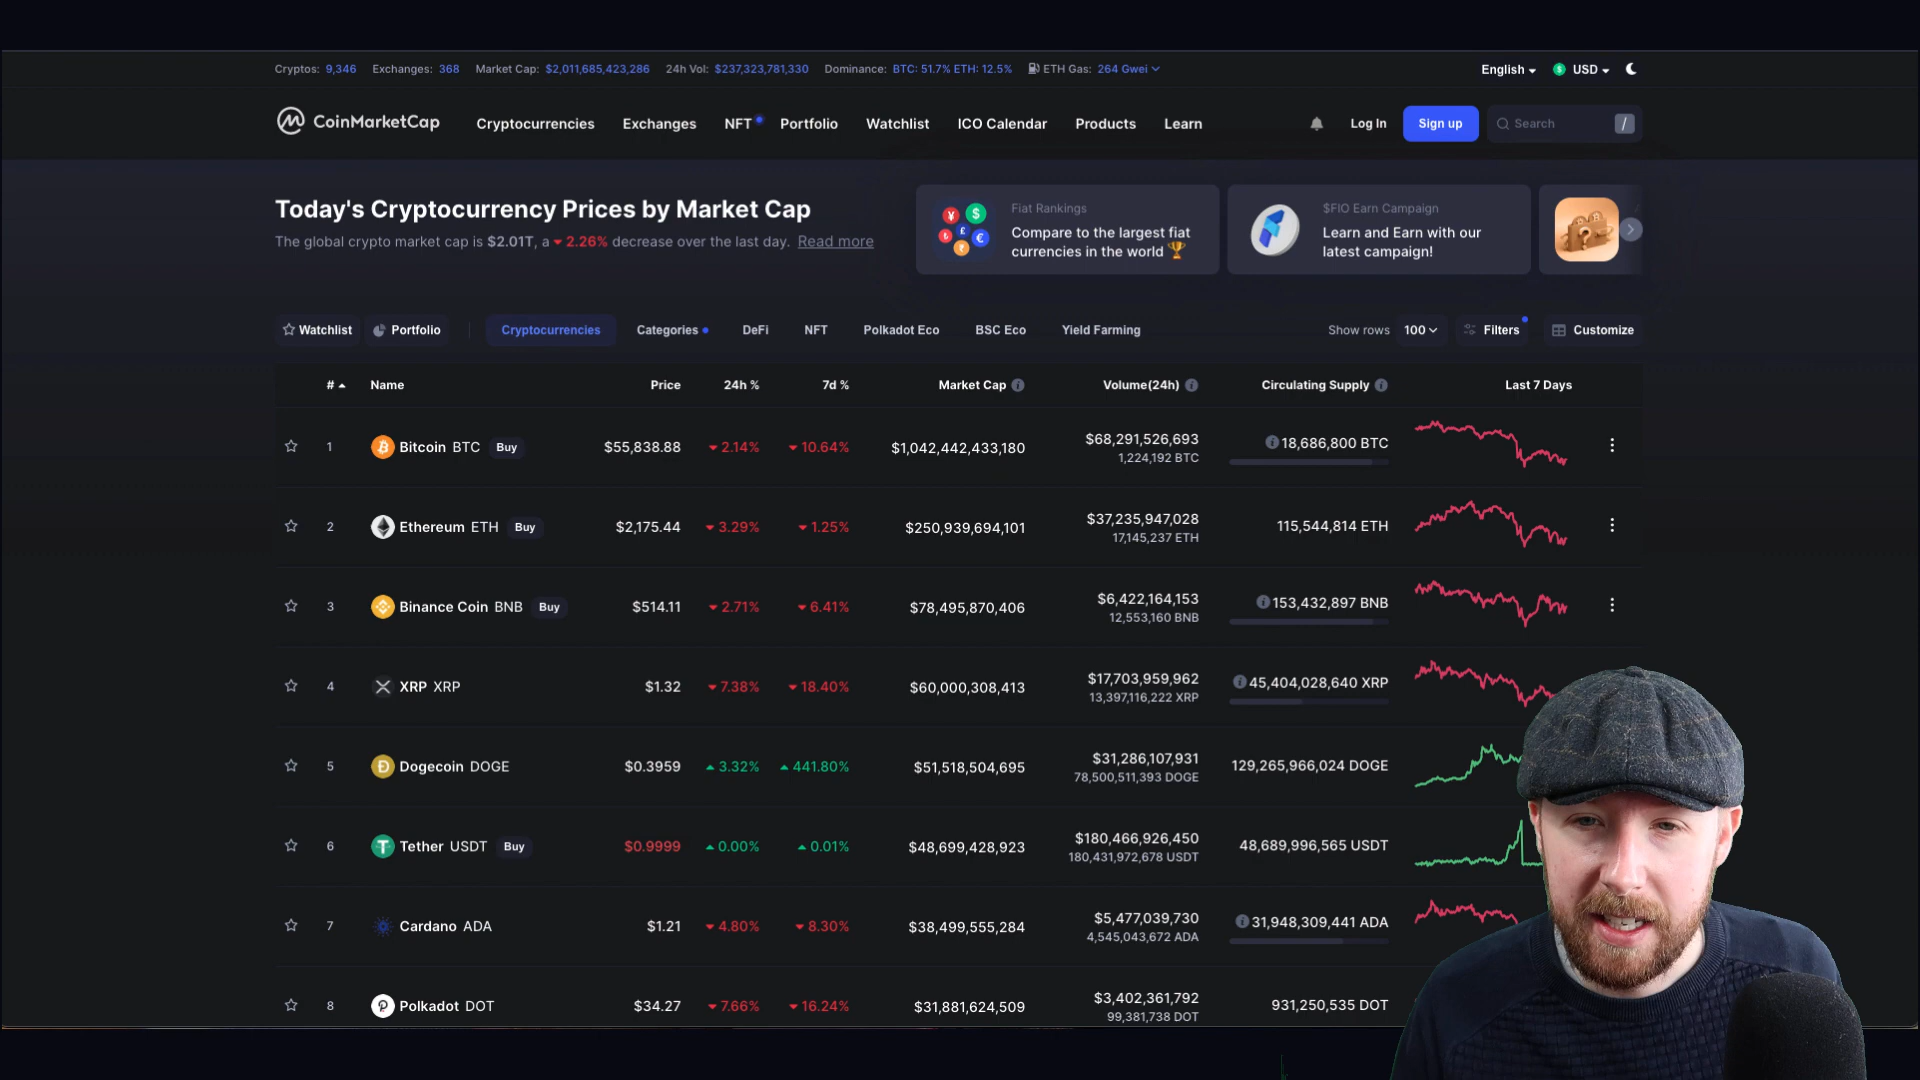 Cryptos: 9,346 Exchanges: 368 Market Cap: $2,011,685,423,286 24h Vol: $237,323,781,330 Dominance: BTC: 51.7% ETH: 12.5% ETH Gas: 264 Gwei English USD
CoinMarketCap Cryptocurrencies Exchanges NFT Portfolio Watchlist ICO Calendar Products Learn Log In Sign up Search /
Today's Cryptocurrency Prices by Market Cap
The global crypto market cap is $2.01T, a 2.26% decrease over the last day. Read more
Fiat Rankings
Compare to the largest fiat
currencies in the world
$FIO Earn Campaign
Learn and Earn with our
latest campaign!
Watchlist Portfolio Cryptocurrencies Categories DeFi NFT Polkadot Eco BSC Eco Yield Farming Show rows 100 Filters Customize
# Name Price 24h % 7d % Market Cap Volume(24h) Circulating Supply Last 7 Days
1 Bitcoin BTC Buy $55,838.88 2.14% 10.64% $1,042,442,433,180 $68,291,526,693 18,686,800 BTC
1,224,192 BTC
2 Ethereum ETH Buy $2,175.44 3.29% 1.25% $250,939,694,101 $37,235,947,028 115,544,814 ETH
17,145,237 ETH
3 Binance Coin BNB Buy $514.11 2.71% 6.41% $78,495,870,406 $6,422,164,153 153,432,897 BNB
12,553,160 BNB
4 XRP XRP $1.32 7.38% 18.40% $60,000,308,413 $17,703,959,962 45,404,028,640 XRP
13,397,116,222 XRP
5 Dogecoin DOGE $0.3959 3.32% 441.80% $51,518,504,695 $31,286,107,931 129,265,966,024 DOGE
78,500,511,393 DOGE
6 Tether USDT Buy $0.9999 0.00% 0.01% $48,699,428,923 $180,466,926,450 48,689,996,565 USDT
180,431,972,678 USDT
7 Cardano ADA $1.21 4.80% 8.30% $38,499,555,284 $5,477,039,730 31,948,309,441 ADA
4,545,043,672 ADA
8 Polkadot DOT $34.27 7.66% 16.24% $31,881,624,509 $3,402,361,792 931,250,535 DOT
99,381,738 DOT